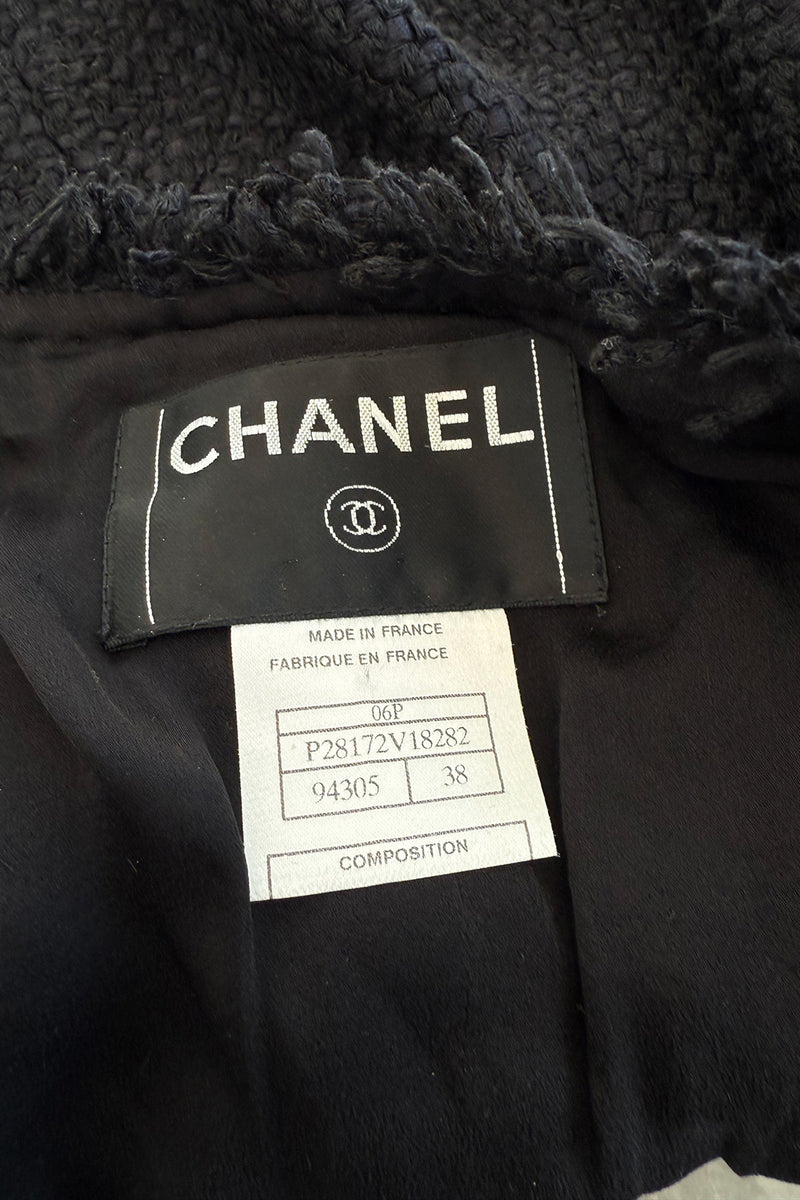 CHANEL
MADE IN FRANCE
FABRIQUE EN FRANCE
06P
P28172V18282
94305 38
COMPOSITION